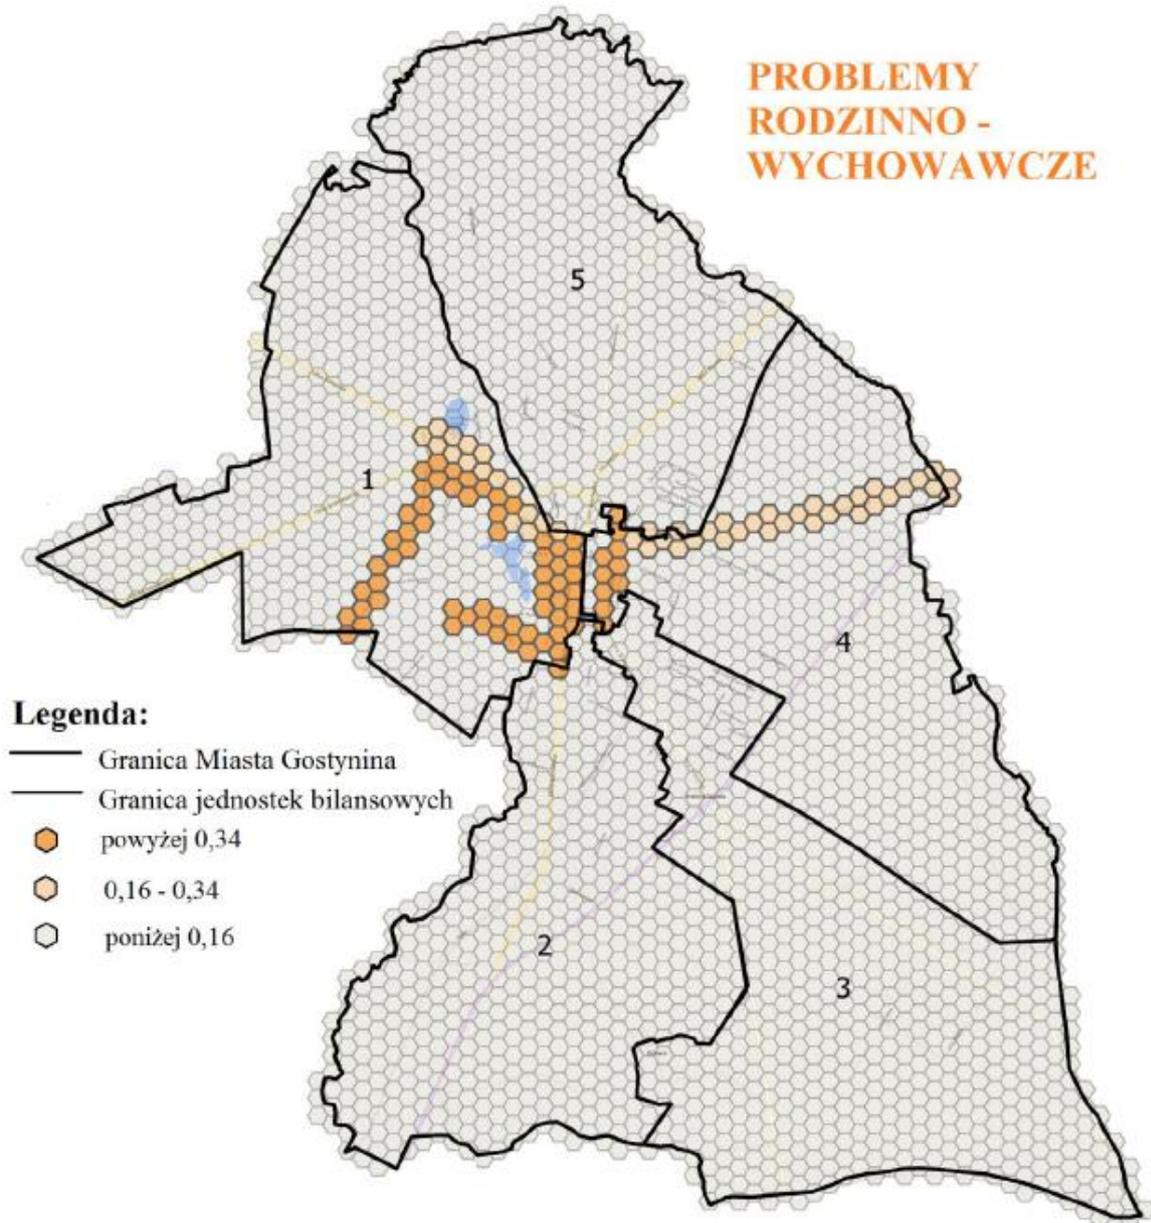 PROBLEMY
RODZINNO -
WYCHOWAWCZE
5
1
4
Legenda:
Granica Miasta Gostynina
Granica jednostek bilansowych
powyżej 0,34
0,16 - 0,34
poniżej 0,16
2
3